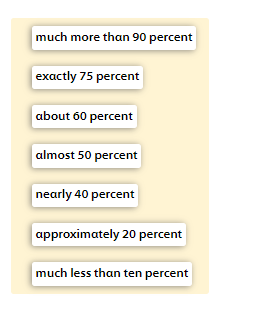 much more than 90 percent
exactly 75 percent
about 60 percent
almost 50 percent
nearly 40 percent
approximately 20 percent
much less than ten percent